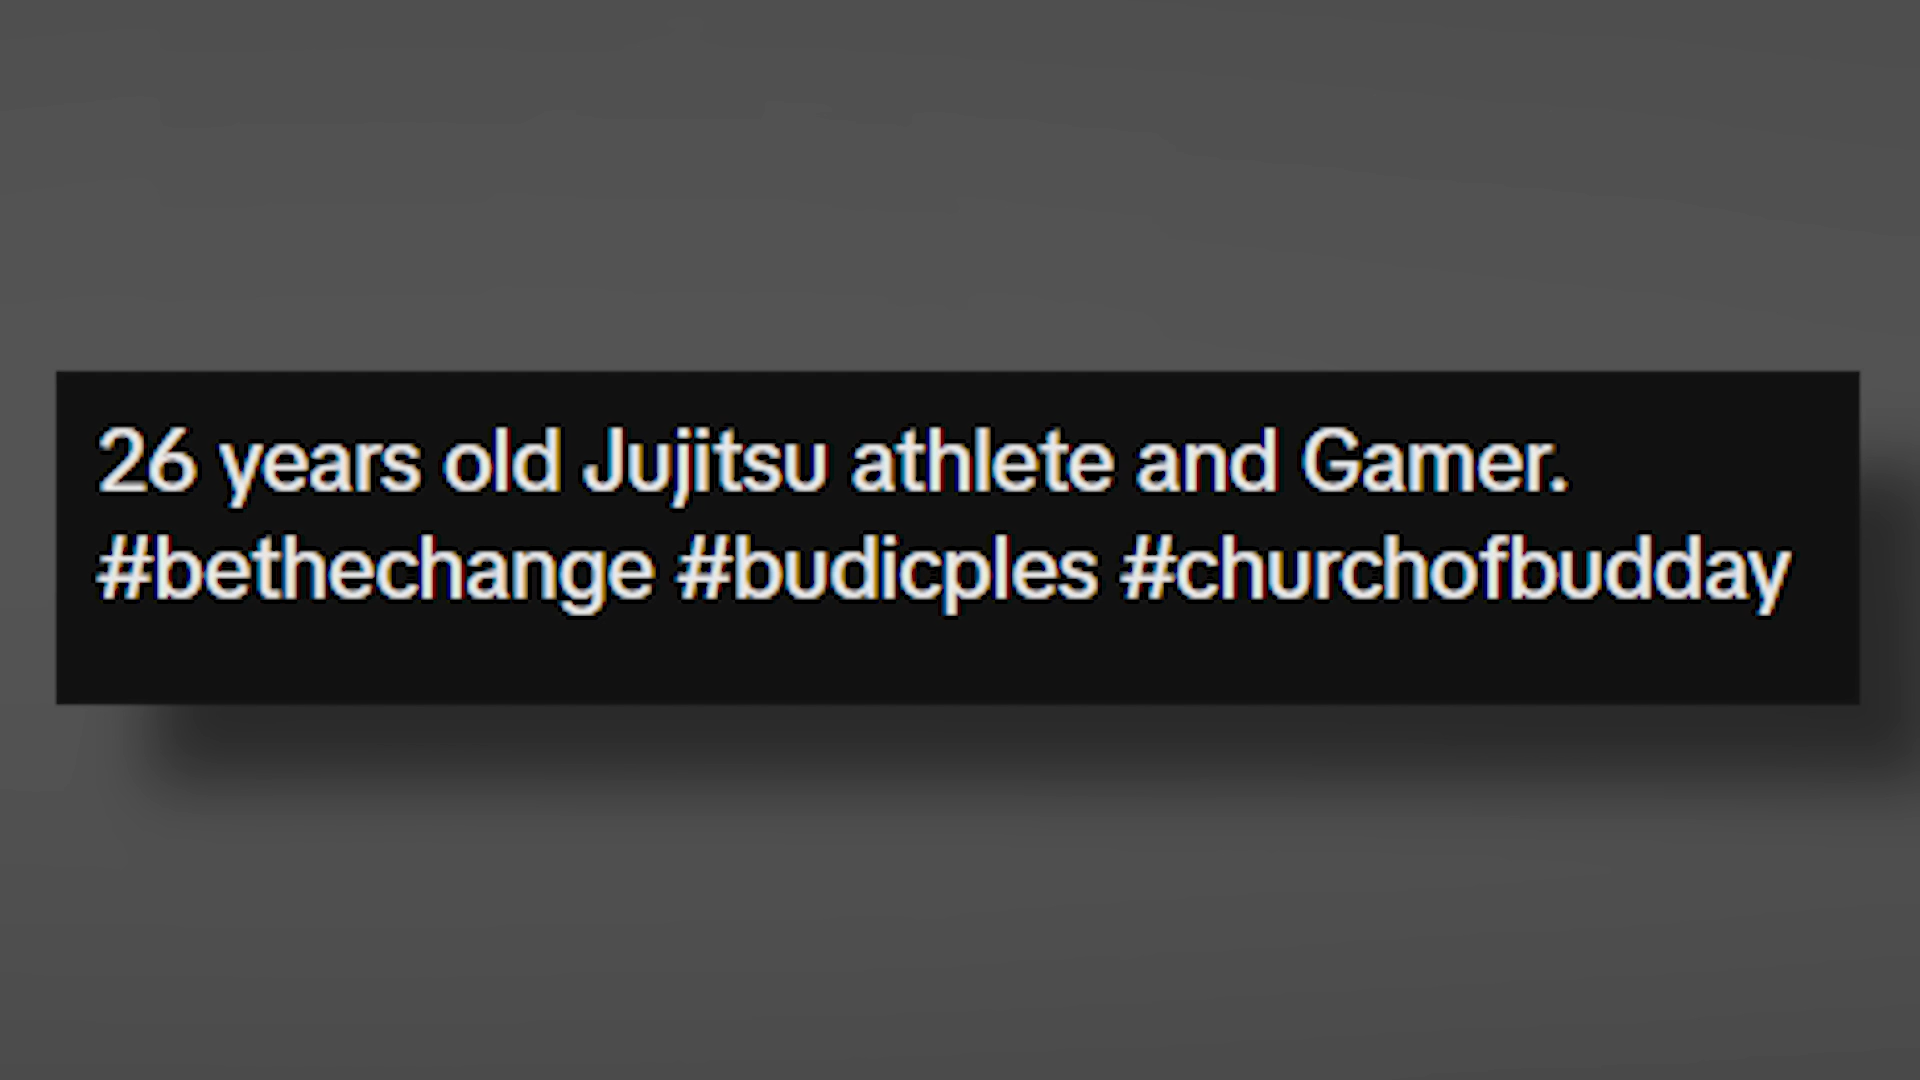 26 years old Jujitsu athlete and Gamer.
#bethechange #budicples #churchofbudday